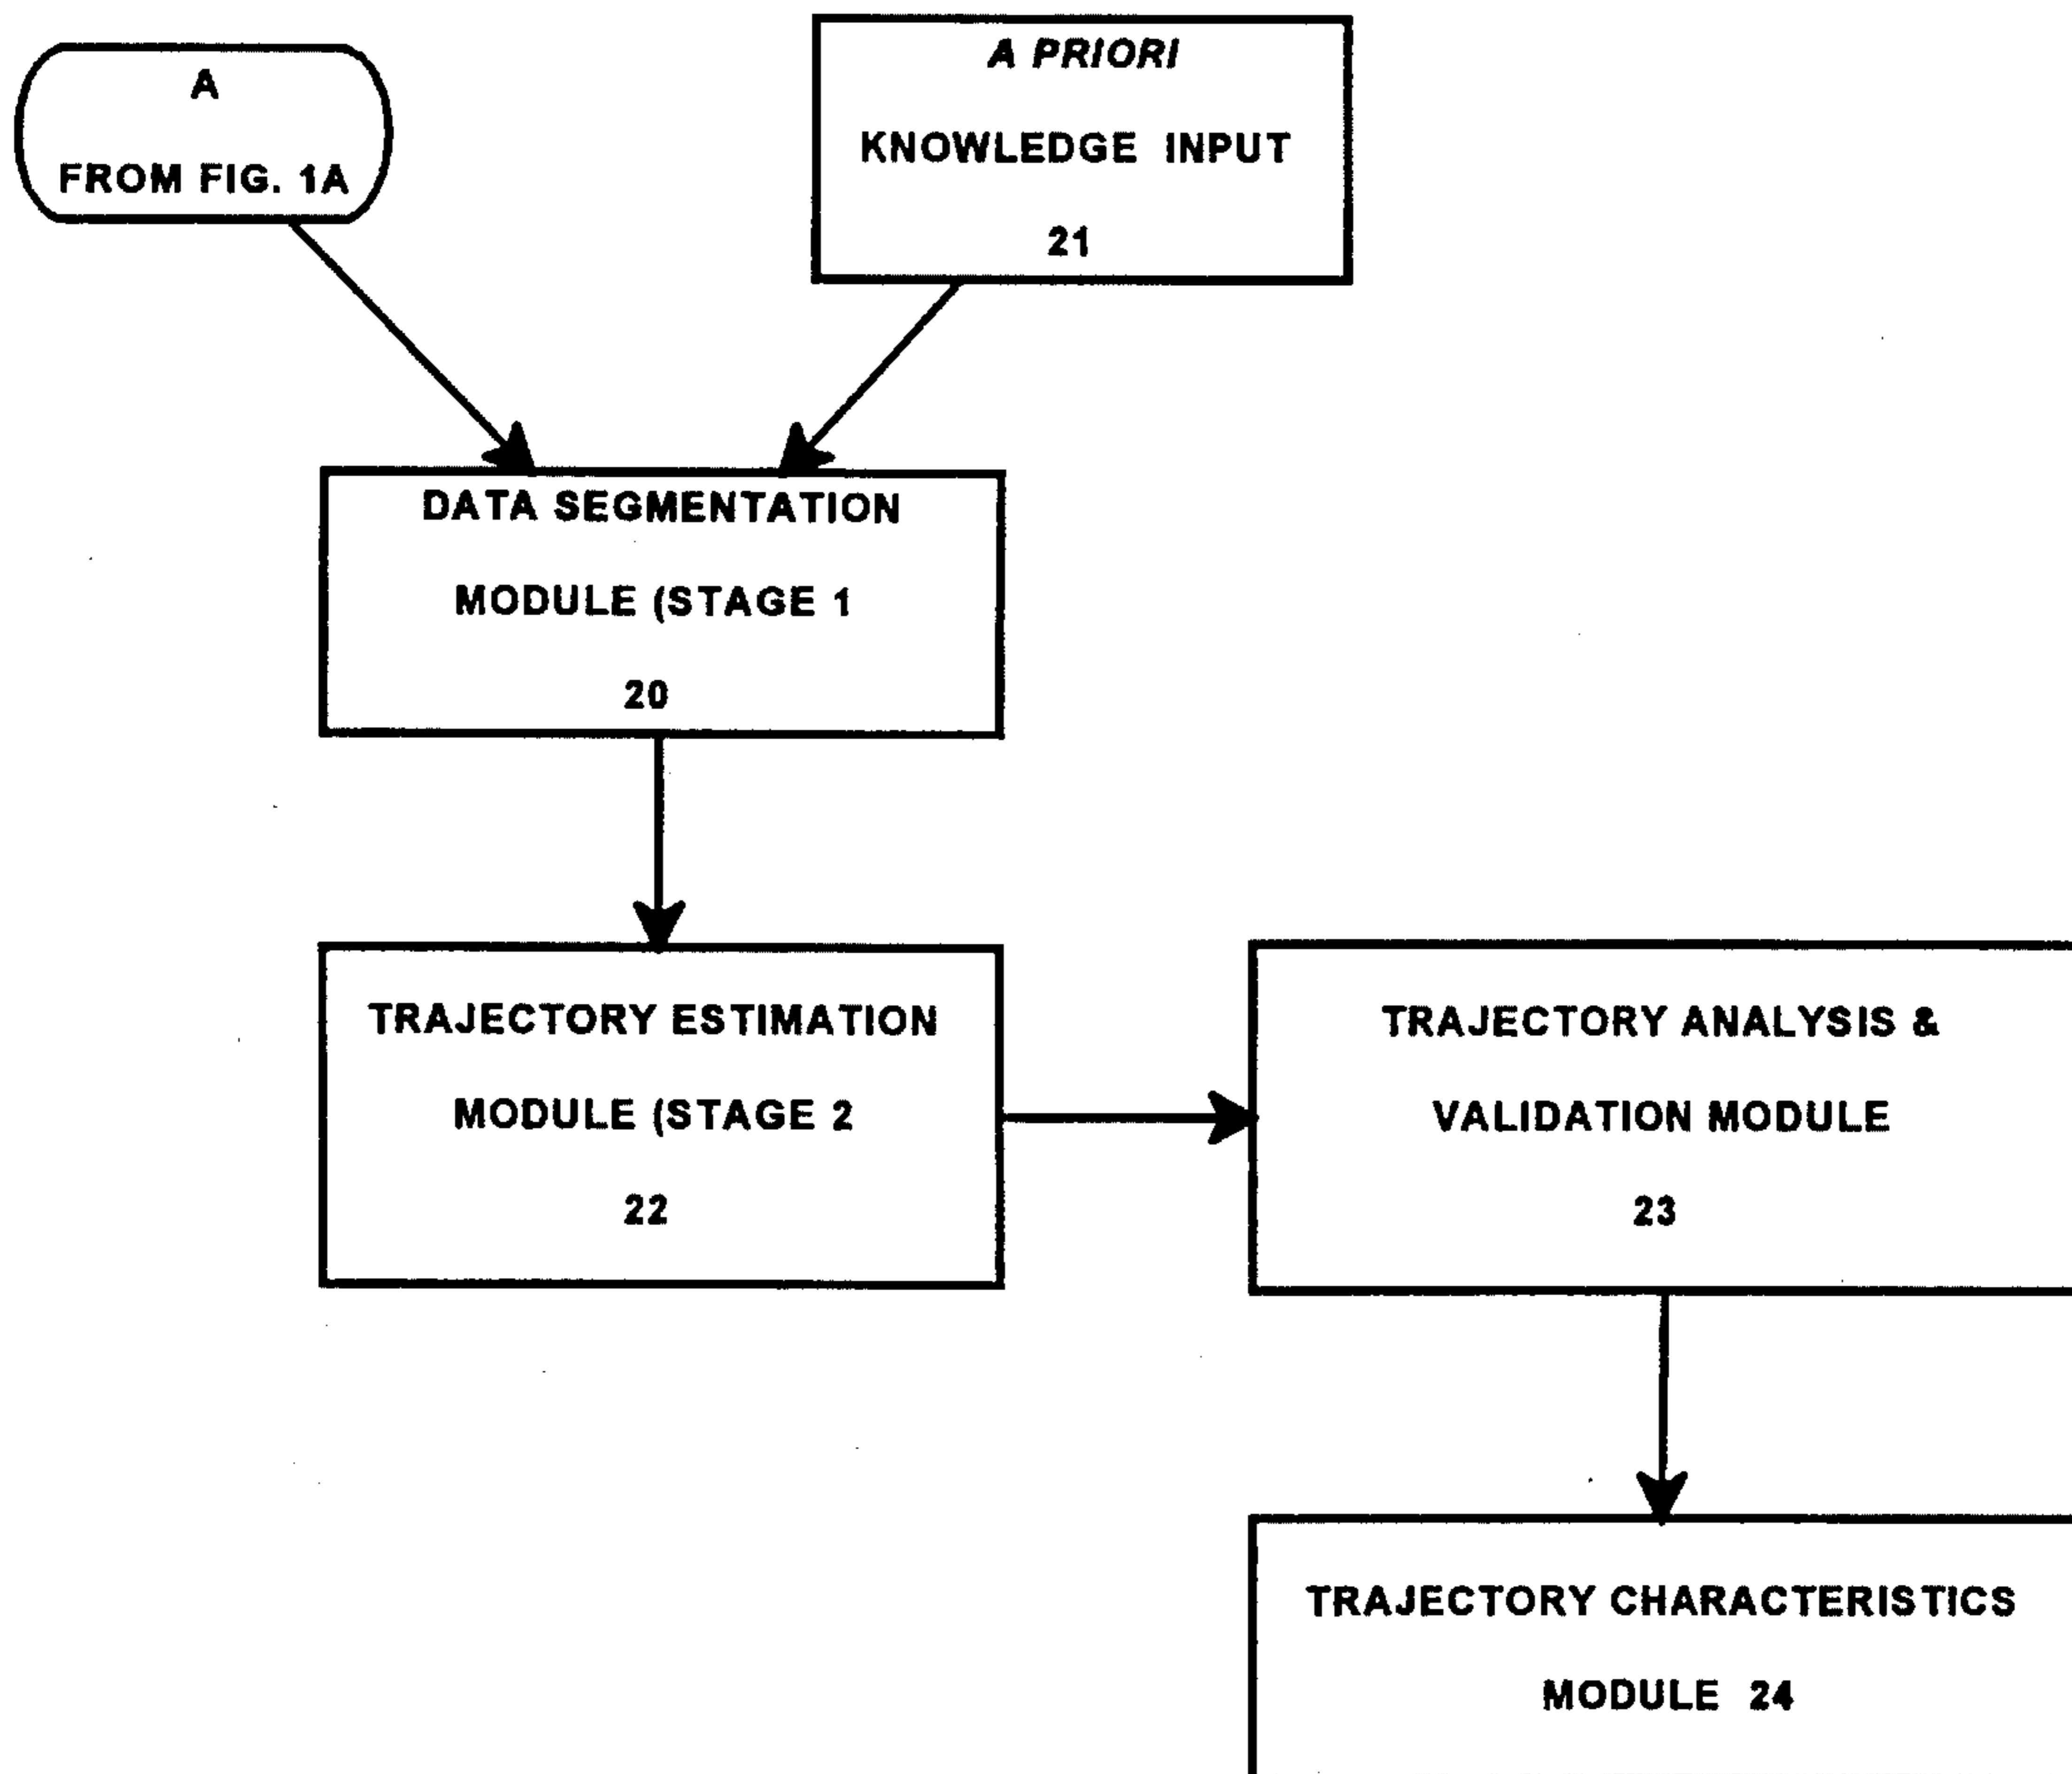 A
FROM FIG. 1A
A PRIORI
KNOWLEDGE INPUT
21
DATA SEGMENTATION
MODULE (STAGE 1
20
TRAJECTORY ESTIMATION
MODULE (STAGE 2
22
TRAJECTORY ANALYSIS &
VALIDATION MODULE
23
TRAJECTORY CHARACTERISTICS
MODULE 24